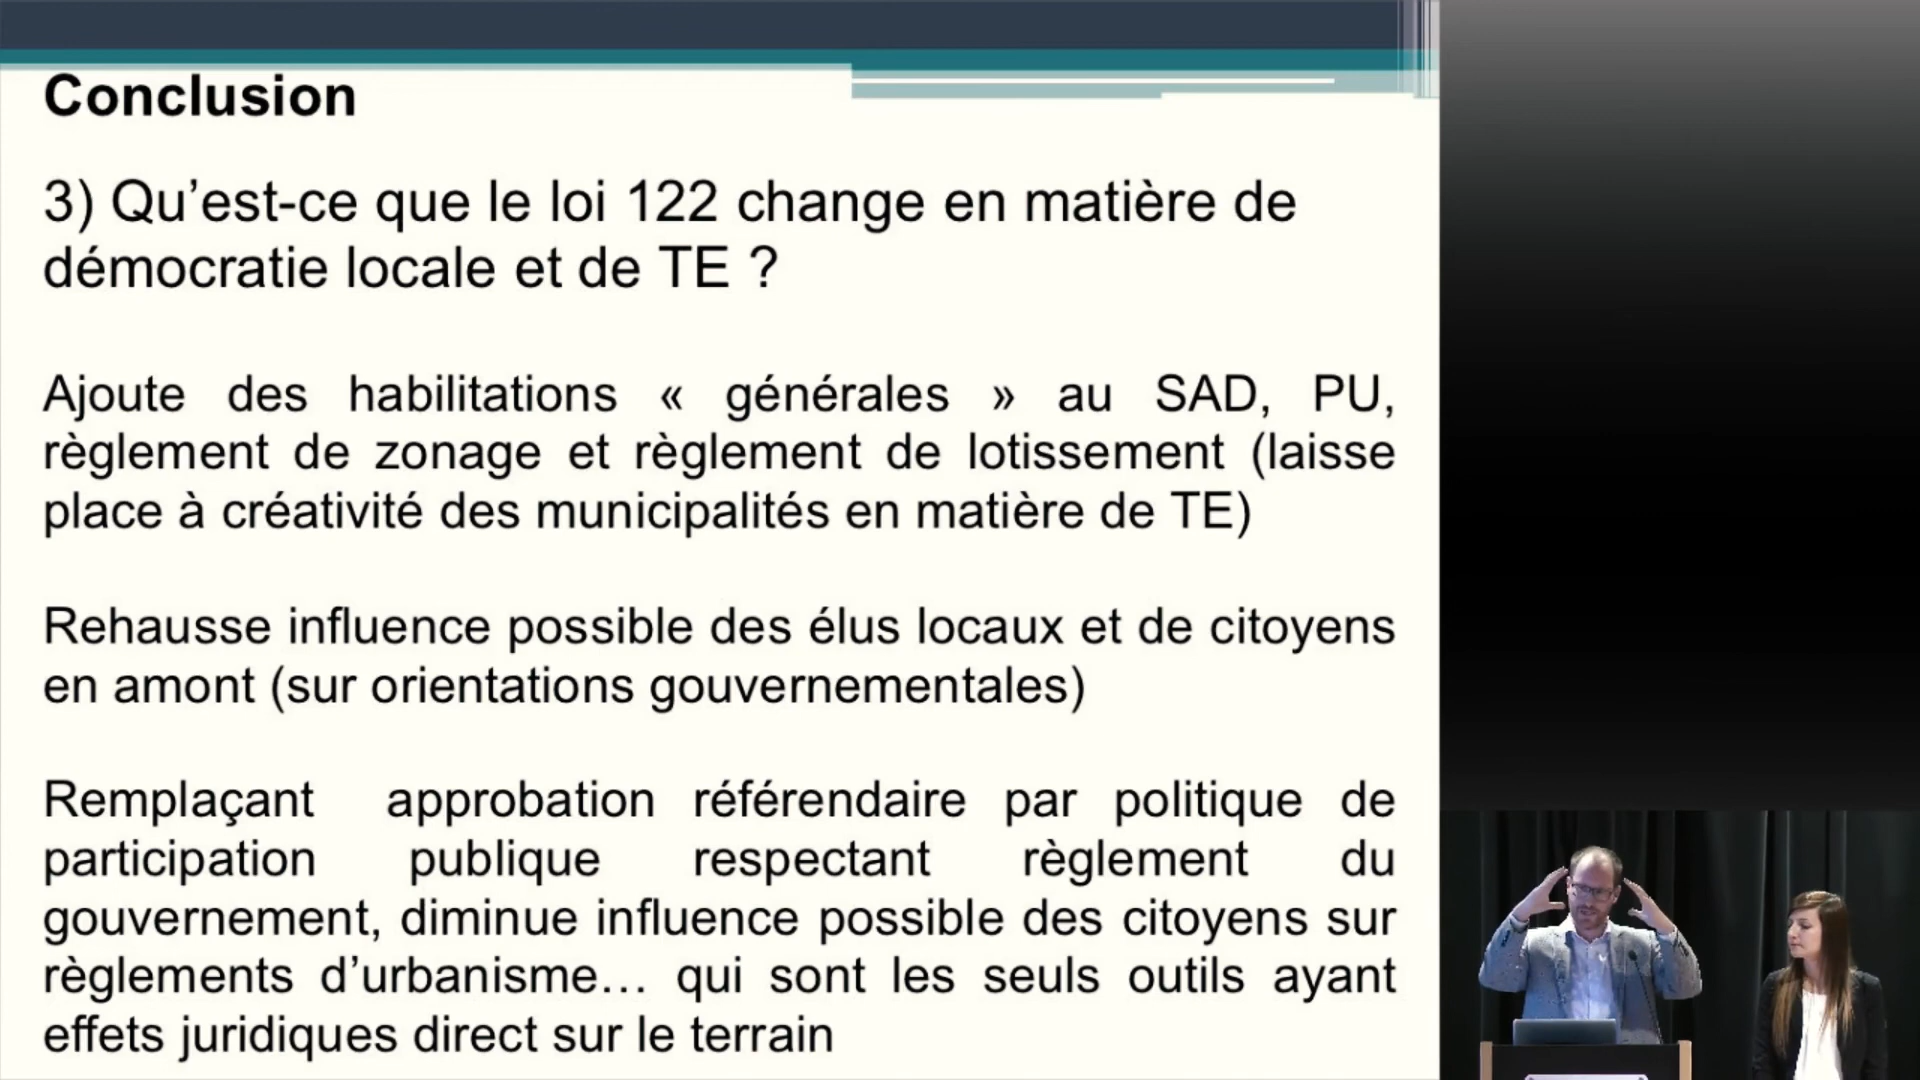 Conclusion
3) Qu’est-ce que le loi 122 change en matière de
démocratie locale et de TE ?
Ajoute des habilitations « générales » au SAD, PU,
règlement de zonage et règlement de lotissement (laisse
place à créativité des municipalités en matière de TE)
Rehausse influence possible des élus locaux et de citoyens
en amont (sur orientations gouvernementales)
Remplaçant approbation référendaire par politique de
participation publique respectant règlement du
gouvernement, diminue influence possible des citoyens sur
règlements d’urbanisme… qui sont les seuls outils ayant
effets juridiques direct sur le terrain